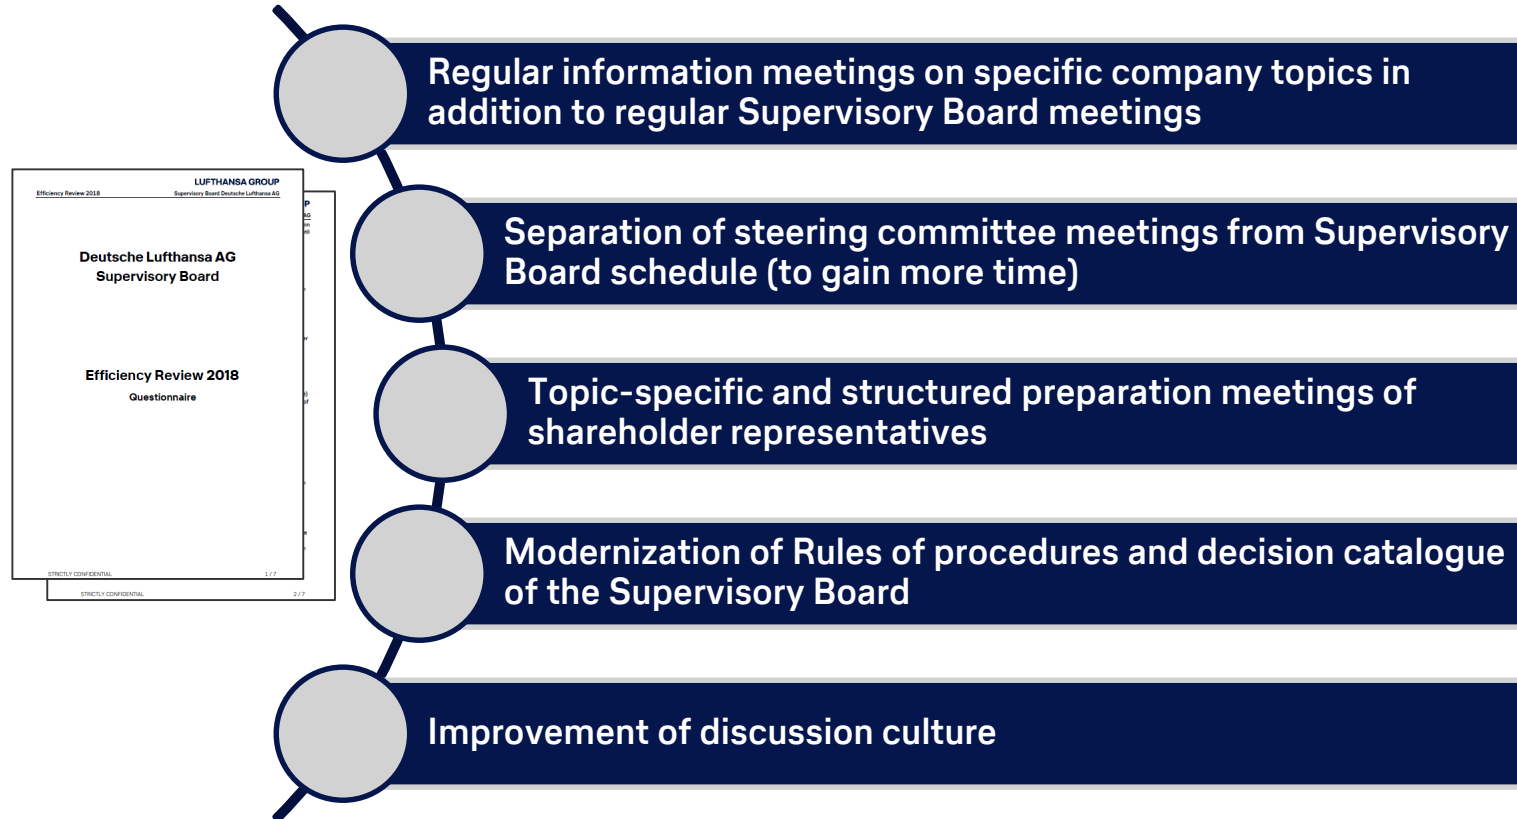 Regular information meetings on specific company topics in
addition to regular Supervisory Board meetings
LUFTHANSA GROUP
Efficiency Review 2018 Supervisory Board Deutsche Lufthansa AG
Deutsche Lufthansa AG
Supervisory Board
Efficiency Review 2018
Questionnaire
STRICTLY CONFIDENTIAL 1 / 7
P
AG
STRICTLY CONFIDENTIAL 2 / 7
Separation of steering committee meetings from Supervisory
Board schedule (to gain more time)
Topic-specific and structured preparation meetings of
shareholder representatives
Modernization of Rules of procedures and decision catalogue
of the Supervisory Board
Improvement of discussion culture